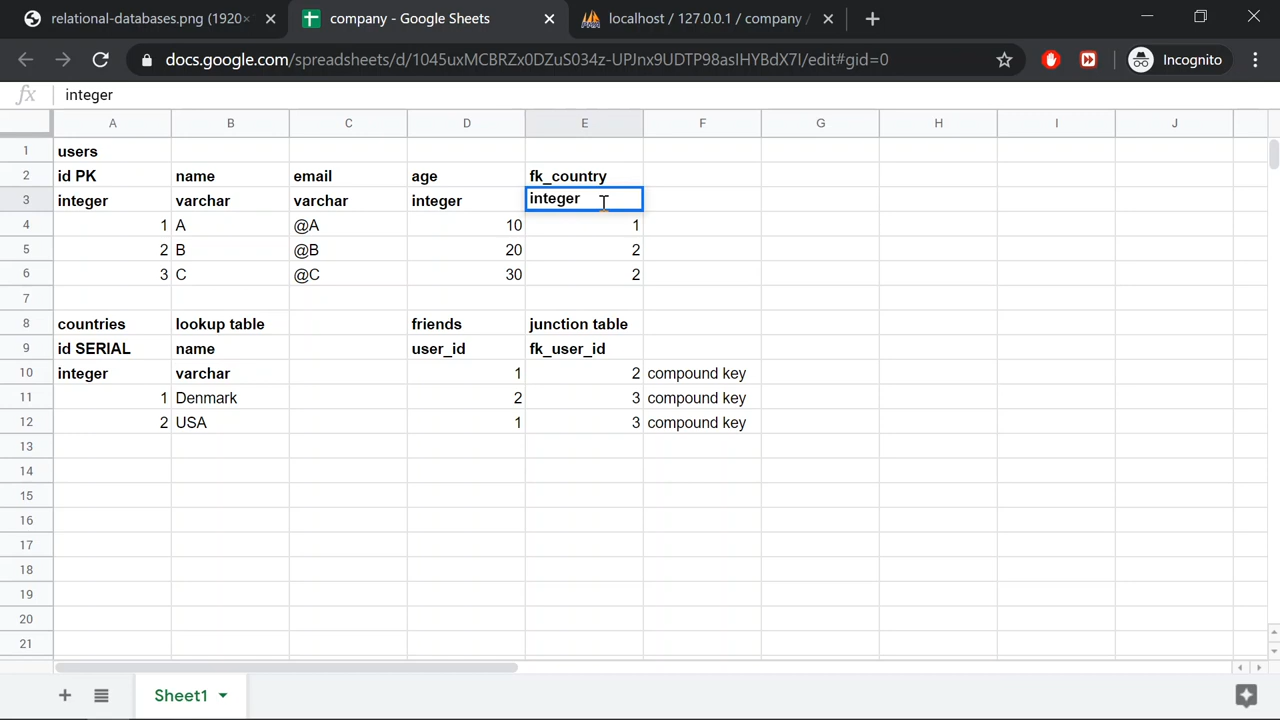 relational-databases.png (1920×
company - Google Sheets
localhost / 127.0.0.1 / company /
docs.google.com/spreadsheets/d/1045uxMCBRZx0DZuS034z-UPJnx9UDTP98asIHYBdX7I/edit#gid=0
Incognito
fx integer
A B C D E F G H I J
1 users
2 id PK name email age fk_country
3 integer varchar varchar integer integer
4 1 A @A 10 1
5 2 B @B 20 2
6 3 C @C 30 2
7
8 countries lookup table friends junction table
9 id SERIAL name user_id fk_user_id
10 integer varchar 1 2 compound key
11 1 Denmark 2 3 compound key
12 2 USA 1 3 compound key
13
14
15
16
17
18
19
20
21
Sheet1